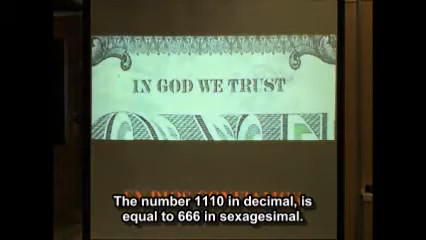 IN GOD WE TRUST
The number 1110 in decimal, is
equal to 666 in sexagesimal.